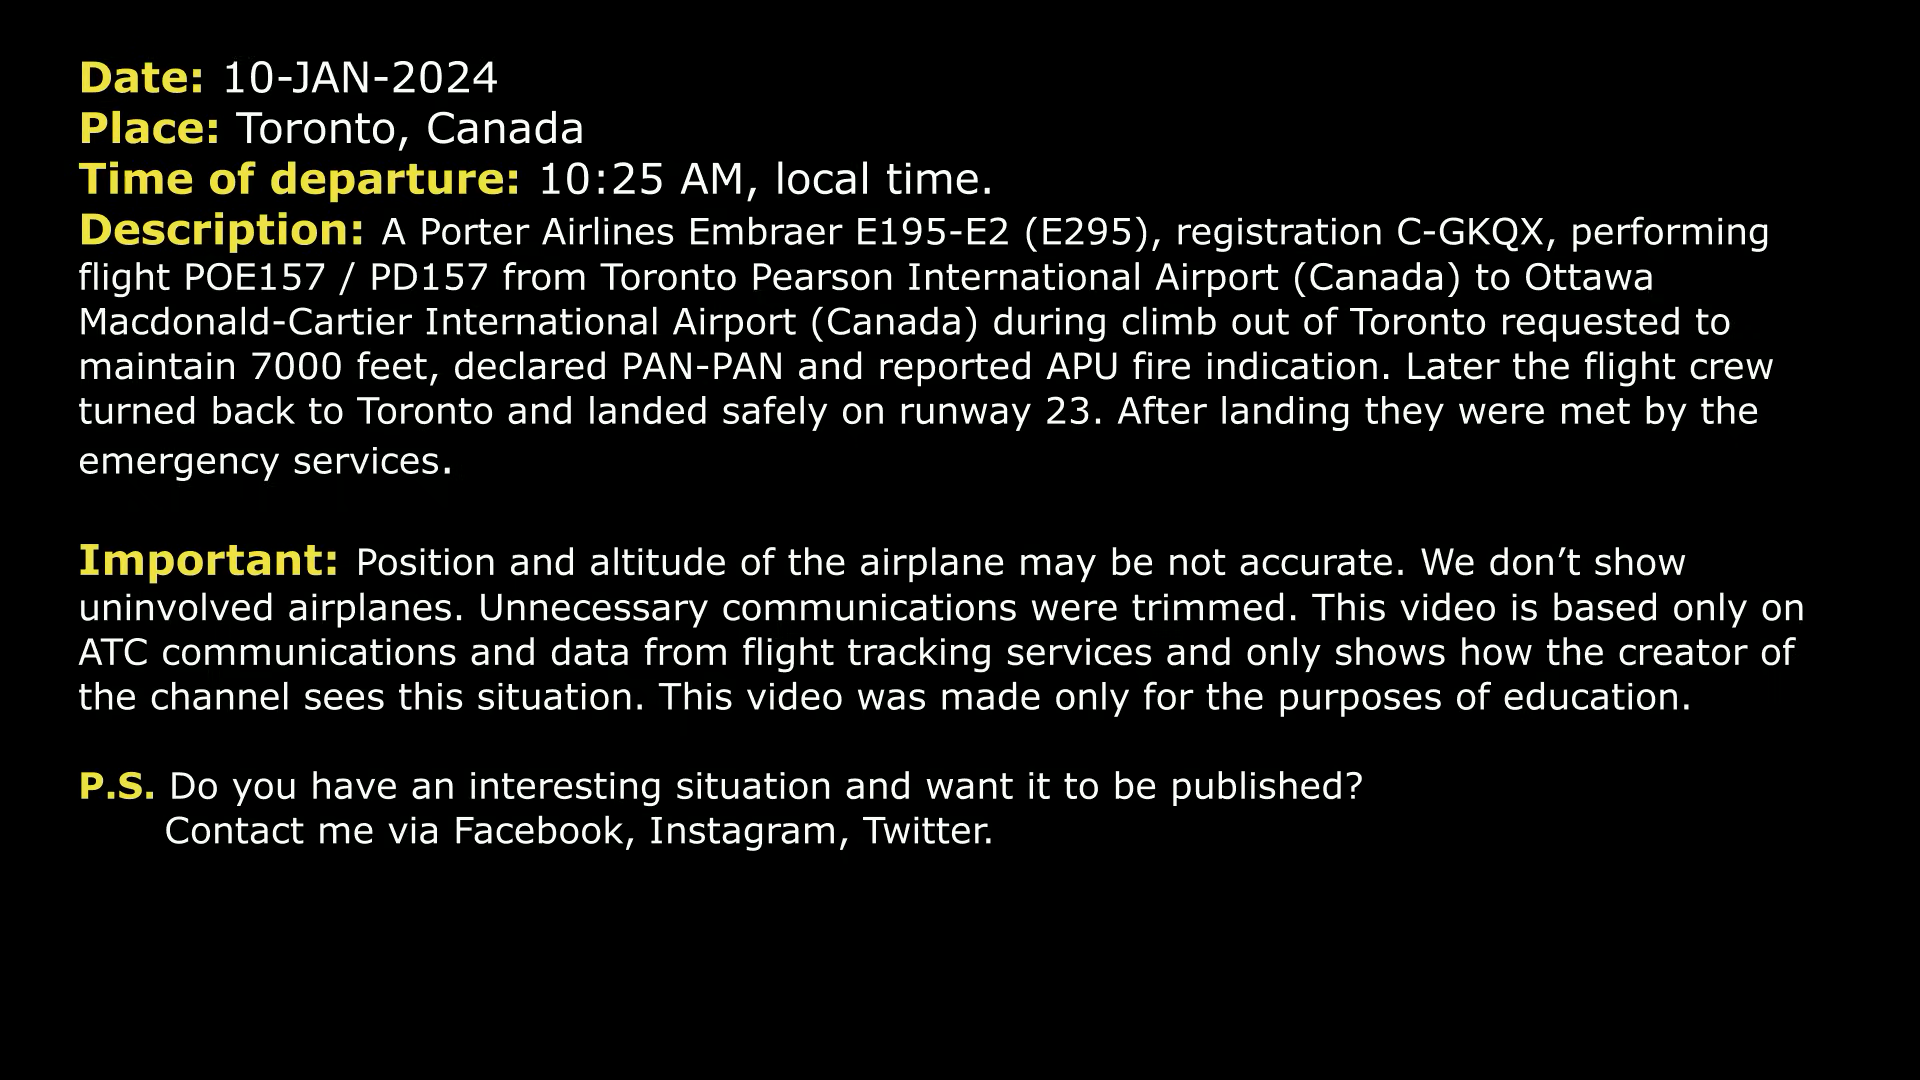 Date: 10-JAN-2024
Place: Toronto, Canada
Time of departure: 10:25 AM, local time.
Description: A Porter Airlines Embraer E195-E2 (E295), registration C-GKQX, performing
flight POE157 / PD157 from Toronto Pearson International Airport (Canada) to Ottawa
Macdonald-Cartier International Airport (Canada) during climb out of Toronto requested to
maintain 7000 feet, declared PAN-PAN and reported APU fire indication. Later the flight crew
turned back to Toronto and landed safely on runway 23. After landing they were met by the
emergency services.
Important: Position and altitude of the airplane may be not accurate. We don’t show
uninvolved airplanes. Unnecessary communications were trimmed. This video is based only on
ATC communications and data from flight tracking services and only shows how the creator of
the channel sees this situation. This video was made only for the purposes of education.
P.S. Do you have an interesting situation and want it to be published?
Contact me via Facebook, Instagram, Twitter.